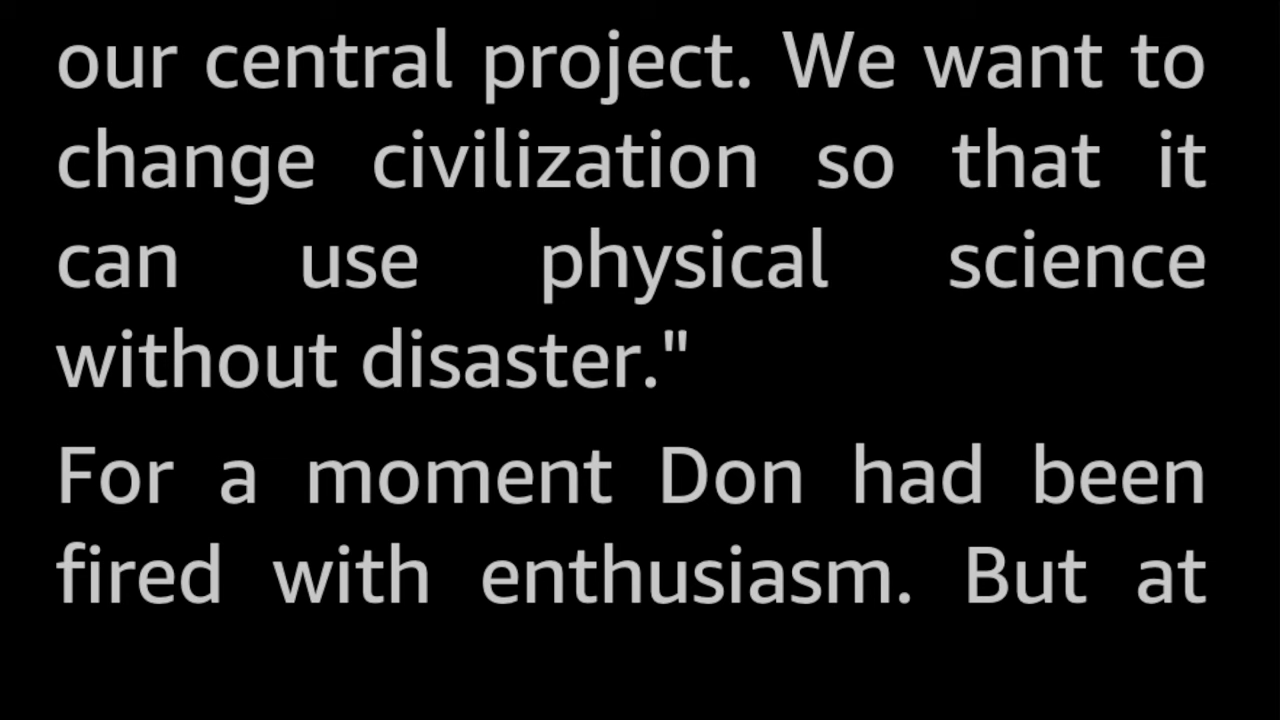 our central project. We want to
change civilization so that it
can use physical science
without disaster."
For a moment Don had been
fired with enthusiasm. But at